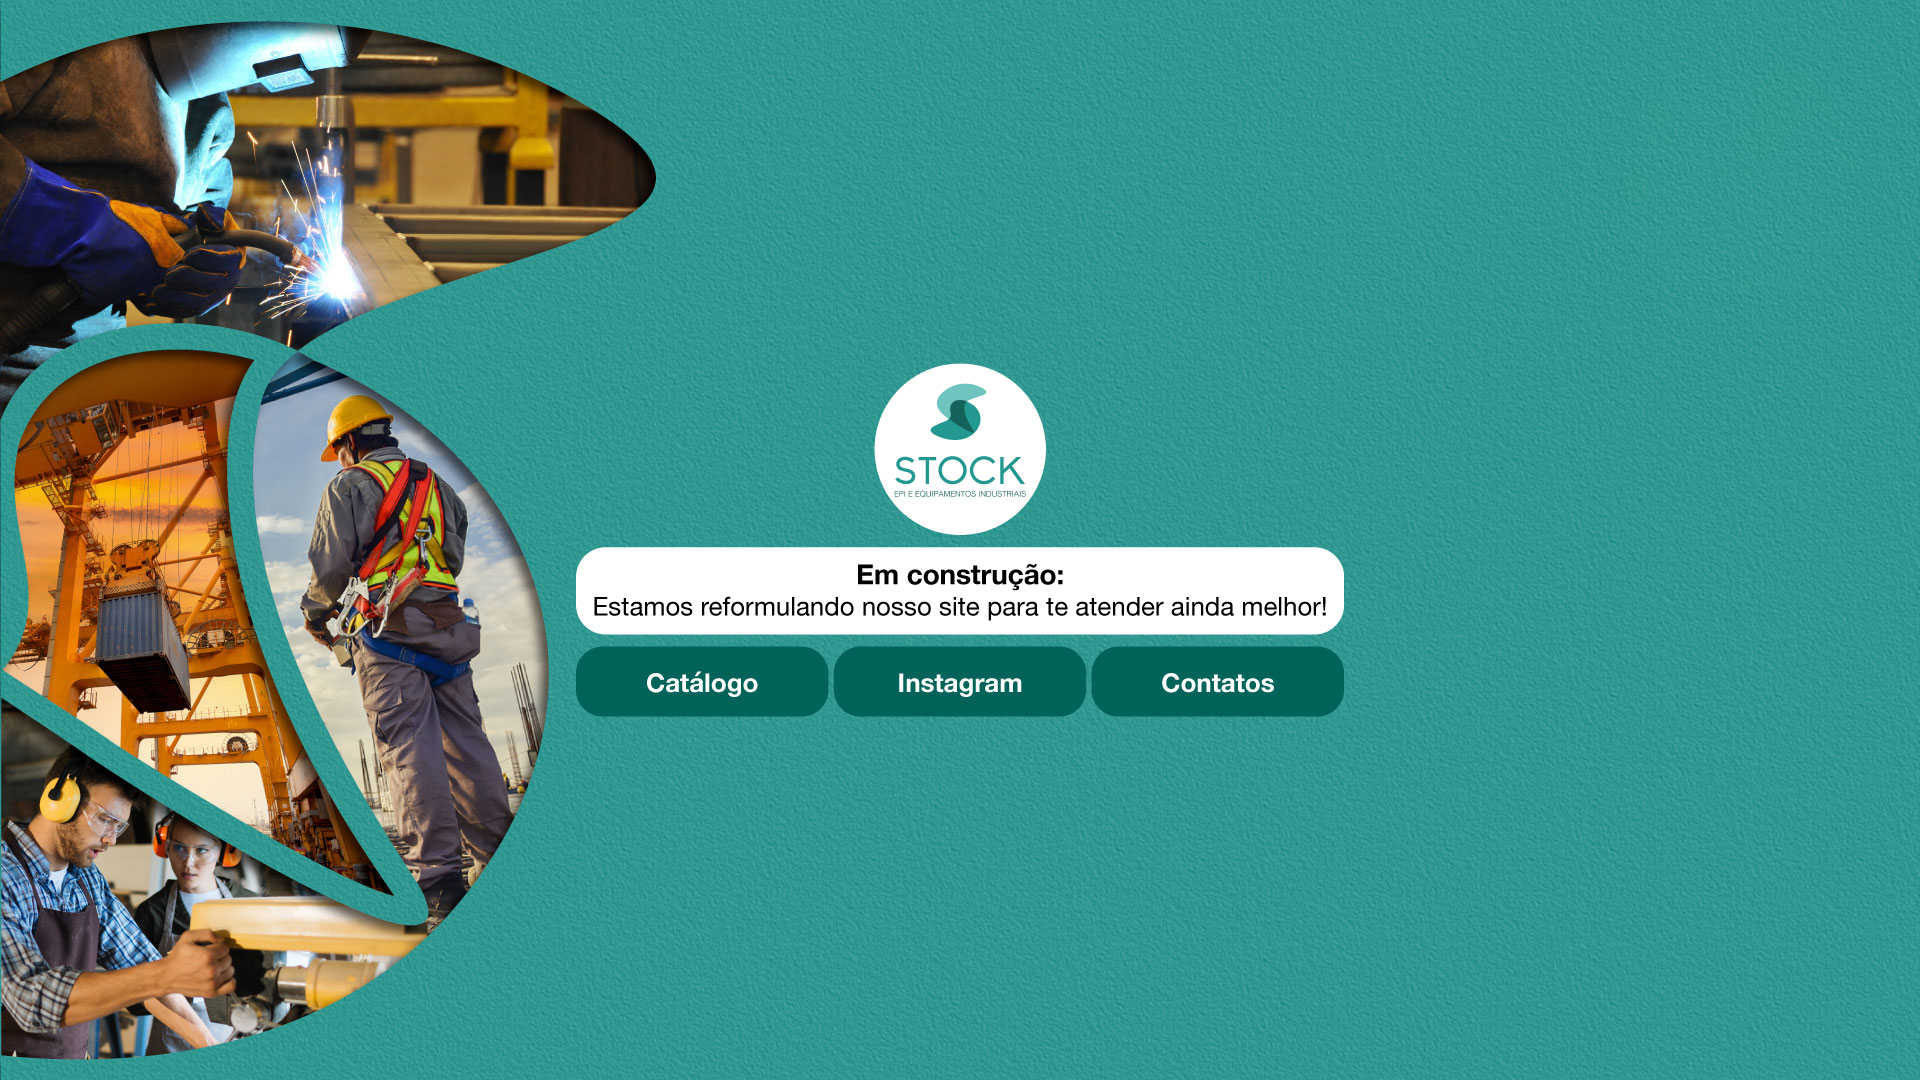 STOCK
EPI E EQUIPAMENTOS INDUSTRIAIS
Em construção:
Estamos reformulando nosso site para te atender ainda melhor!
Catálogo
Instagram
Contatos